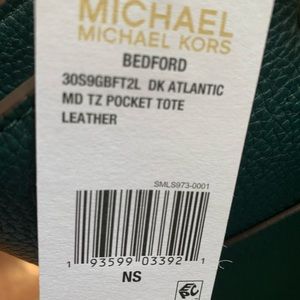 MICHAEL
MICHAEL KORS
BEDFORD
30S9GBFT2L DK ATLANTIC
MD TZ POCKET TOTE
LEATHER
SMLS973-0001
1 93599 03392 1
NS